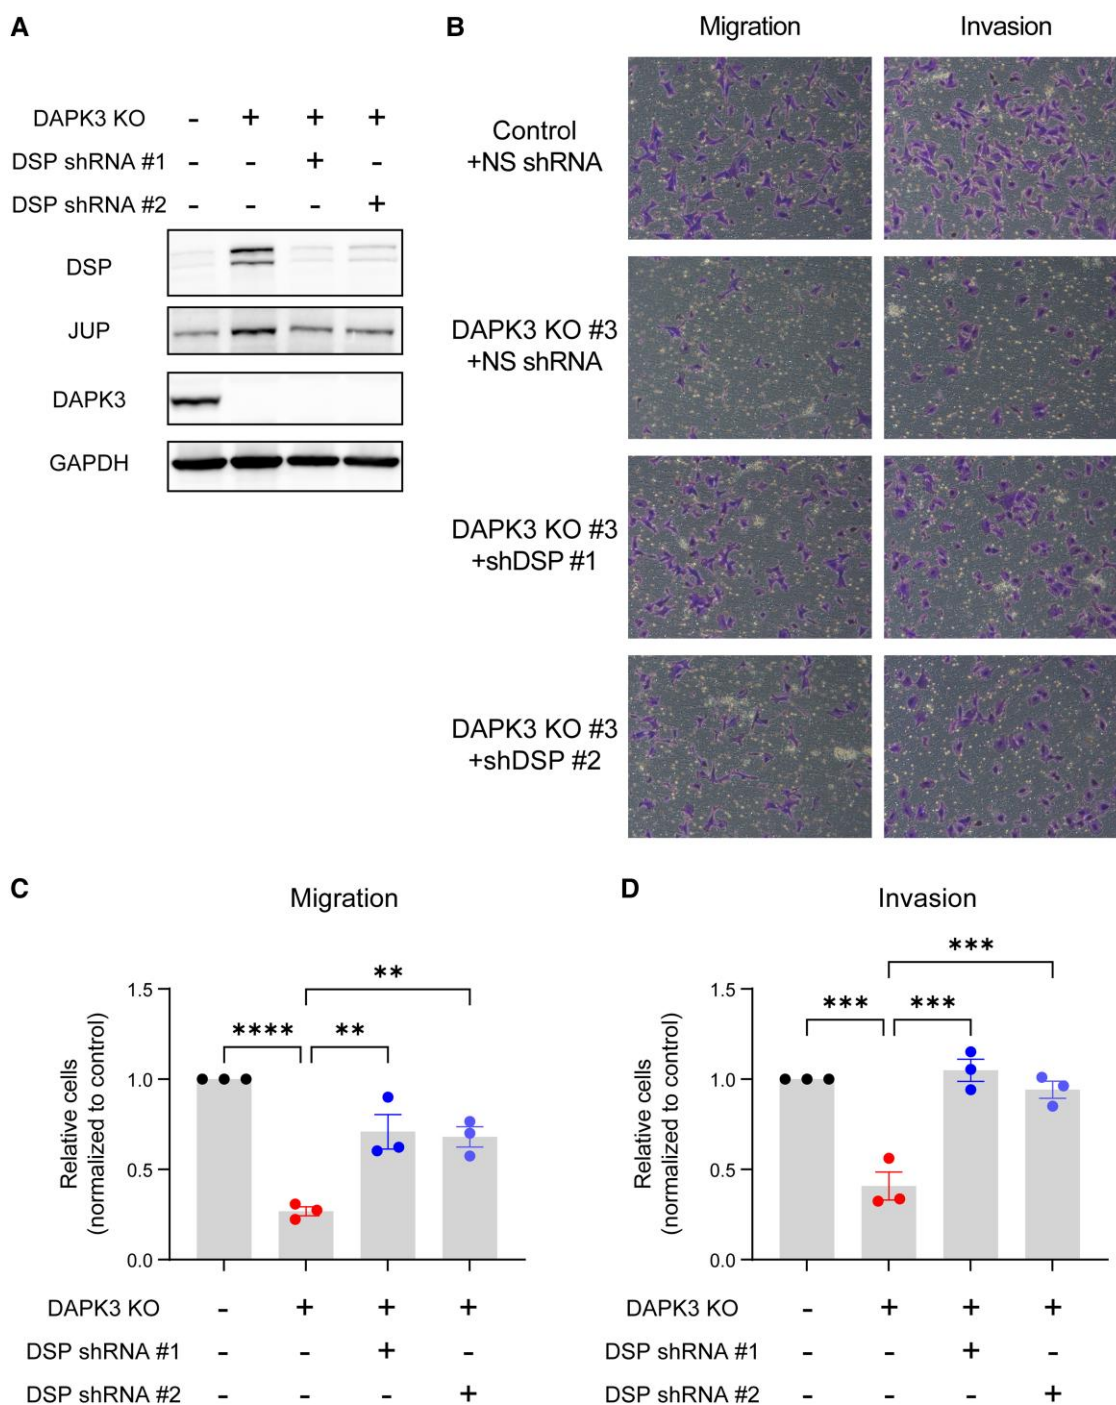 A
DAPK3 KO - + + +
DSP shRNA #1 - - + -
DSP shRNA #2 - - - +
DSP
JUP
DAPK3
GAPDH
B
Migration Invasion
Control
+NS shRNA
DAPK3 KO #3
+NS shRNA
DAPK3 KO #3
+shDSP #1
DAPK3 KO #3
+shDSP #2
C
Migration
**
**** **
Relative cells
(normalized to control)
1.5
1.0
0.5
0.0
DAPK3 KO - + + +
DSP shRNA #1 - - + -
DSP shRNA #2 - - - +
D
Invasion
***
*** ***
Relative cells
(normalized to control)
1.5
1.0
0.5
0.0
DAPK3 KO - + + +
DSP shRNA #1 - - + -
DSP shRNA #2 - - - +